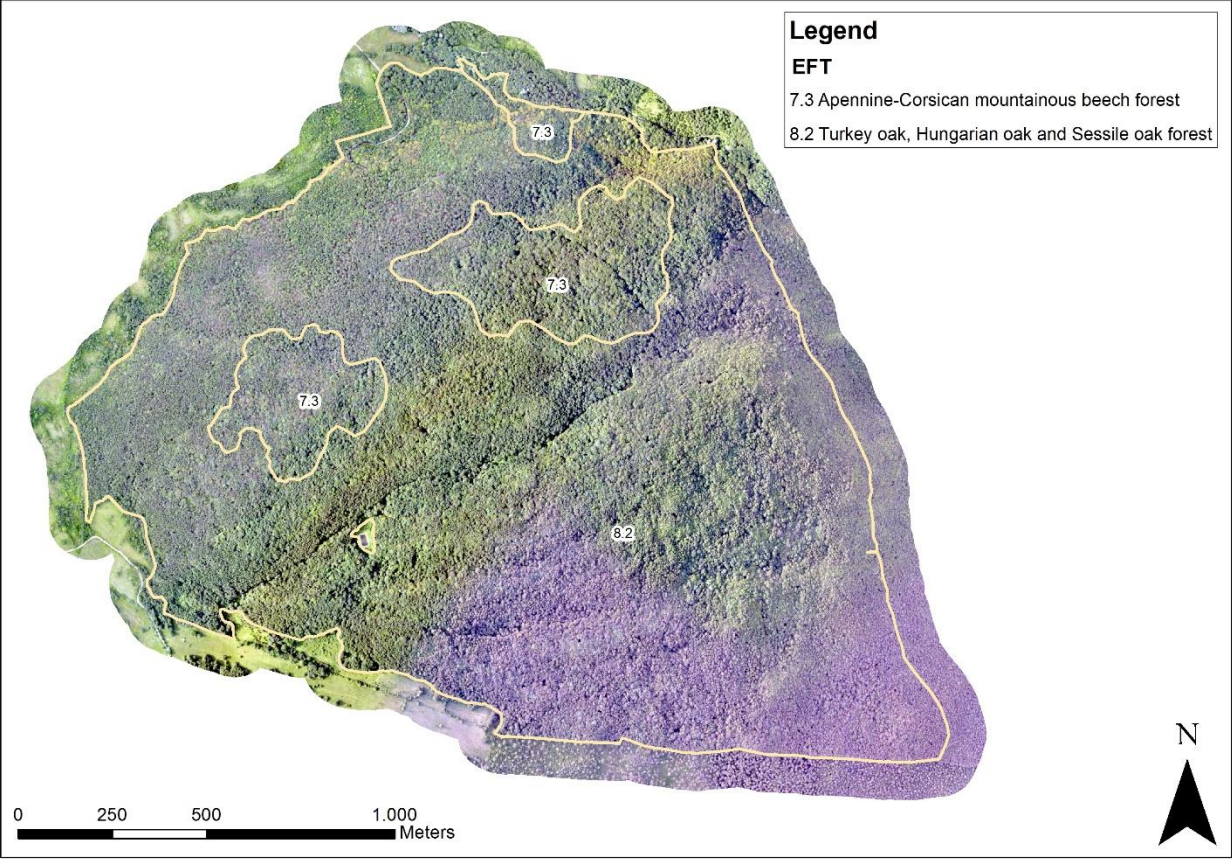 Legend
EFT
7.3 Apennine-Corsican mountainous beech forest
8.2 Turkey oak, Hungarian oak and Sessile oak forest
7.3
7.3
7.3
8.2
N
0 250 500 1.000
Meters